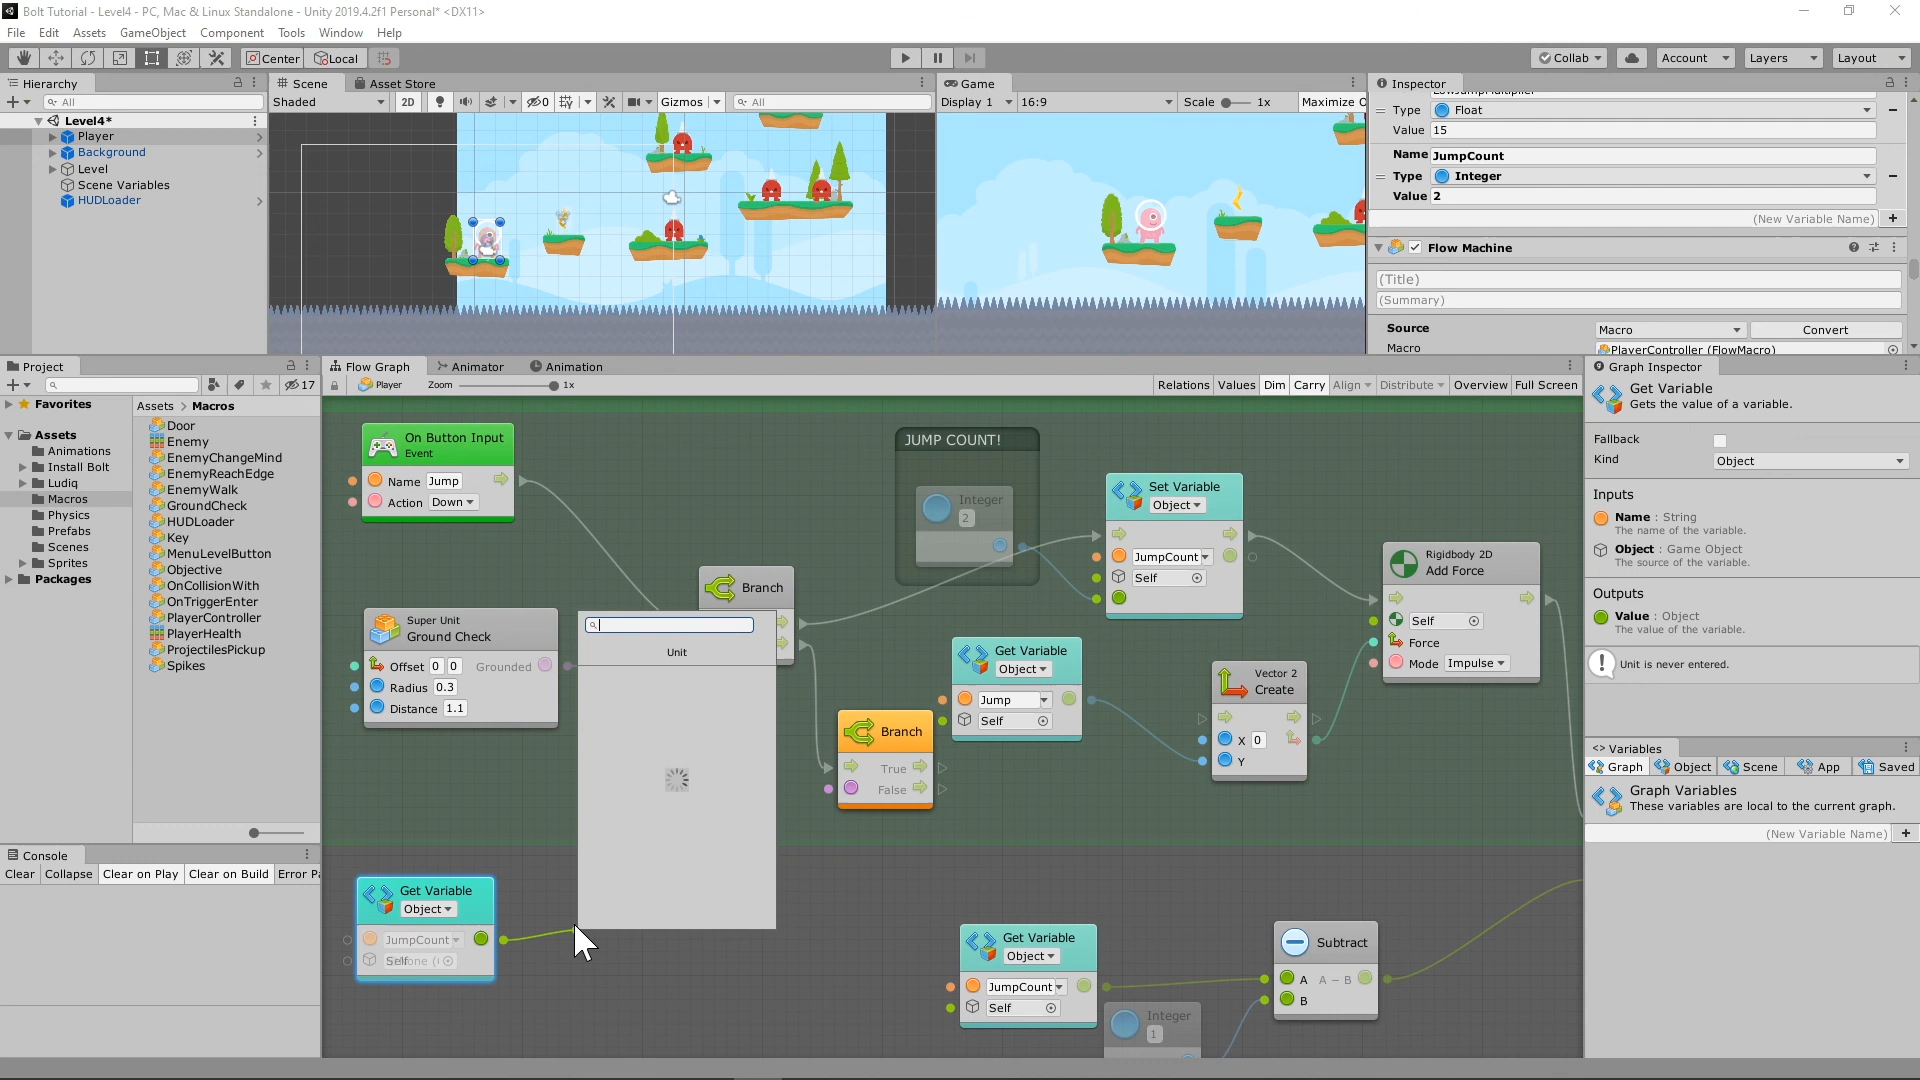 Bolt Tutorial - Level4 - PC, Mac & Linux Standalone - Unity 2019.4.2f1 Personal* <DX11>
File Edit Assets GameObject Component Tools Window Help
Center Local Collab Account Layers Layout
Hierarchy
All
Level4*
Player
Background
Level
Scene Variables
HUDLoader
Scene Asset Store
Shaded 2D 0 Gizmos All
Game
Display 1 16:9 Scale 1x Maximize O
Inspector
Type Float
Value 15
Name JumpCount
Type Integer
Value 2
(New Variable Name)
Flow Machine
(Title)
(Summary)
Source Macro Convert
Macro PlayerController (FlowMacro)
Project
17
Favorites
Assets
Animations
Install Bolt
Ludiq
Macros
Physics
Prefabs
Scenes
Sprites
Packages
Assets > Macros
Door
Enemy
EnemyChangeMind
EnemyReachEdge
EnemyWalk
GroundCheck
HUDLoader
Key
MenuLevelButton
Objective
OnCollisionWith
OnTriggerEnter
PlayerController
PlayerHealth
ProjectilesPickup
Spikes
Console
Clear Collapse Clear on Play Clear on Build Error Pa
Flow Graph Animator Animation
Player Zoom 1x Relations Values Dim Carry Align Distribute Overview Full Screen
On Button Input
Event
Name Jump
Action Down
Super Unit
Ground Check
Offset 0 0 Grounded
Radius 0.3
Distance 1.1
Branch
Unit
JUMP COUNT!
Integer
2
Set Variable
Object
JumpCount
Self
Rigidbody 2D
Add Force
Self
Force
Mode Impulse
Get Variable
Object
Jump
Self
Vector 2
Create
X 0
Y
Branch
True
False
Get Variable
Object
JumpCount
Self
Get Variable
Object
JumpCount
Self
Integer
1
Subtract
A A − B
B
Graph Inspector
Get Variable
Gets the value of a variable.
Fallback
Kind Object
Inputs
Name : String
The name of the variable.
Object : Game Object
The source of the variable.
Outputs
Value : Object
The value of the variable.
Unit is never entered.
Variables
Graph Object Scene App Saved
Graph Variables
These variables are local to the current graph.
(New Variable Name)